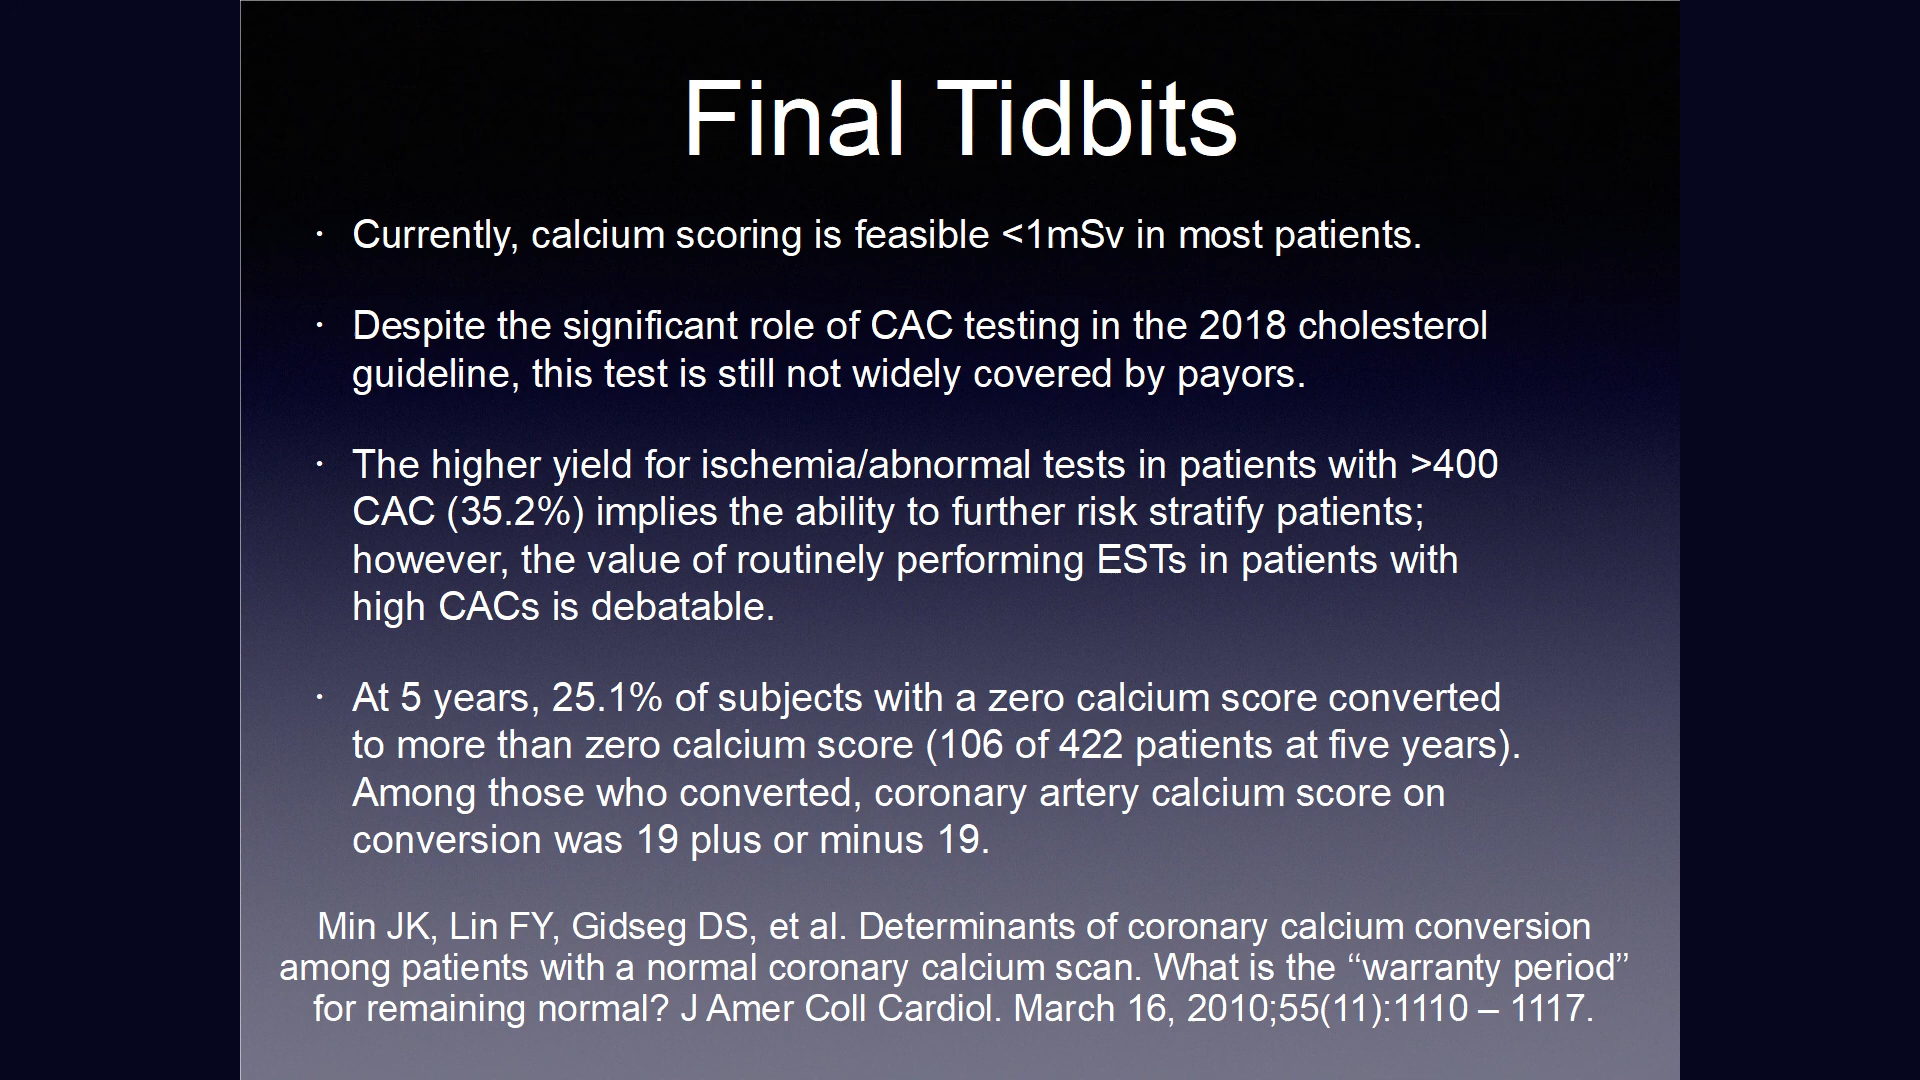 Final Tidbits
· Currently, calcium scoring is feasible <1mSv in most patients.
· Despite the significant role of CAC testing in the 2018 cholesterol
guideline, this test is still not widely covered by payors.
· The higher yield for ischemia/abnormal tests in patients with >400
CAC (35.2%) implies the ability to further risk stratify patients;
however, the value of routinely performing ESTs in patients with
high CACs is debatable.
· At 5 years, 25.1% of subjects with a zero calcium score converted
to more than zero calcium score (106 of 422 patients at five years).
Among those who converted, coronary artery calcium score on
conversion was 19 plus or minus 19.
Min JK, Lin FY, Gidseg DS, et al. Determinants of coronary calcium conversion
among patients with a normal coronary calcium scan. What is the “warranty period”
for remaining normal? J Amer Coll Cardiol. March 16, 2010;55(11):1110 – 1117.